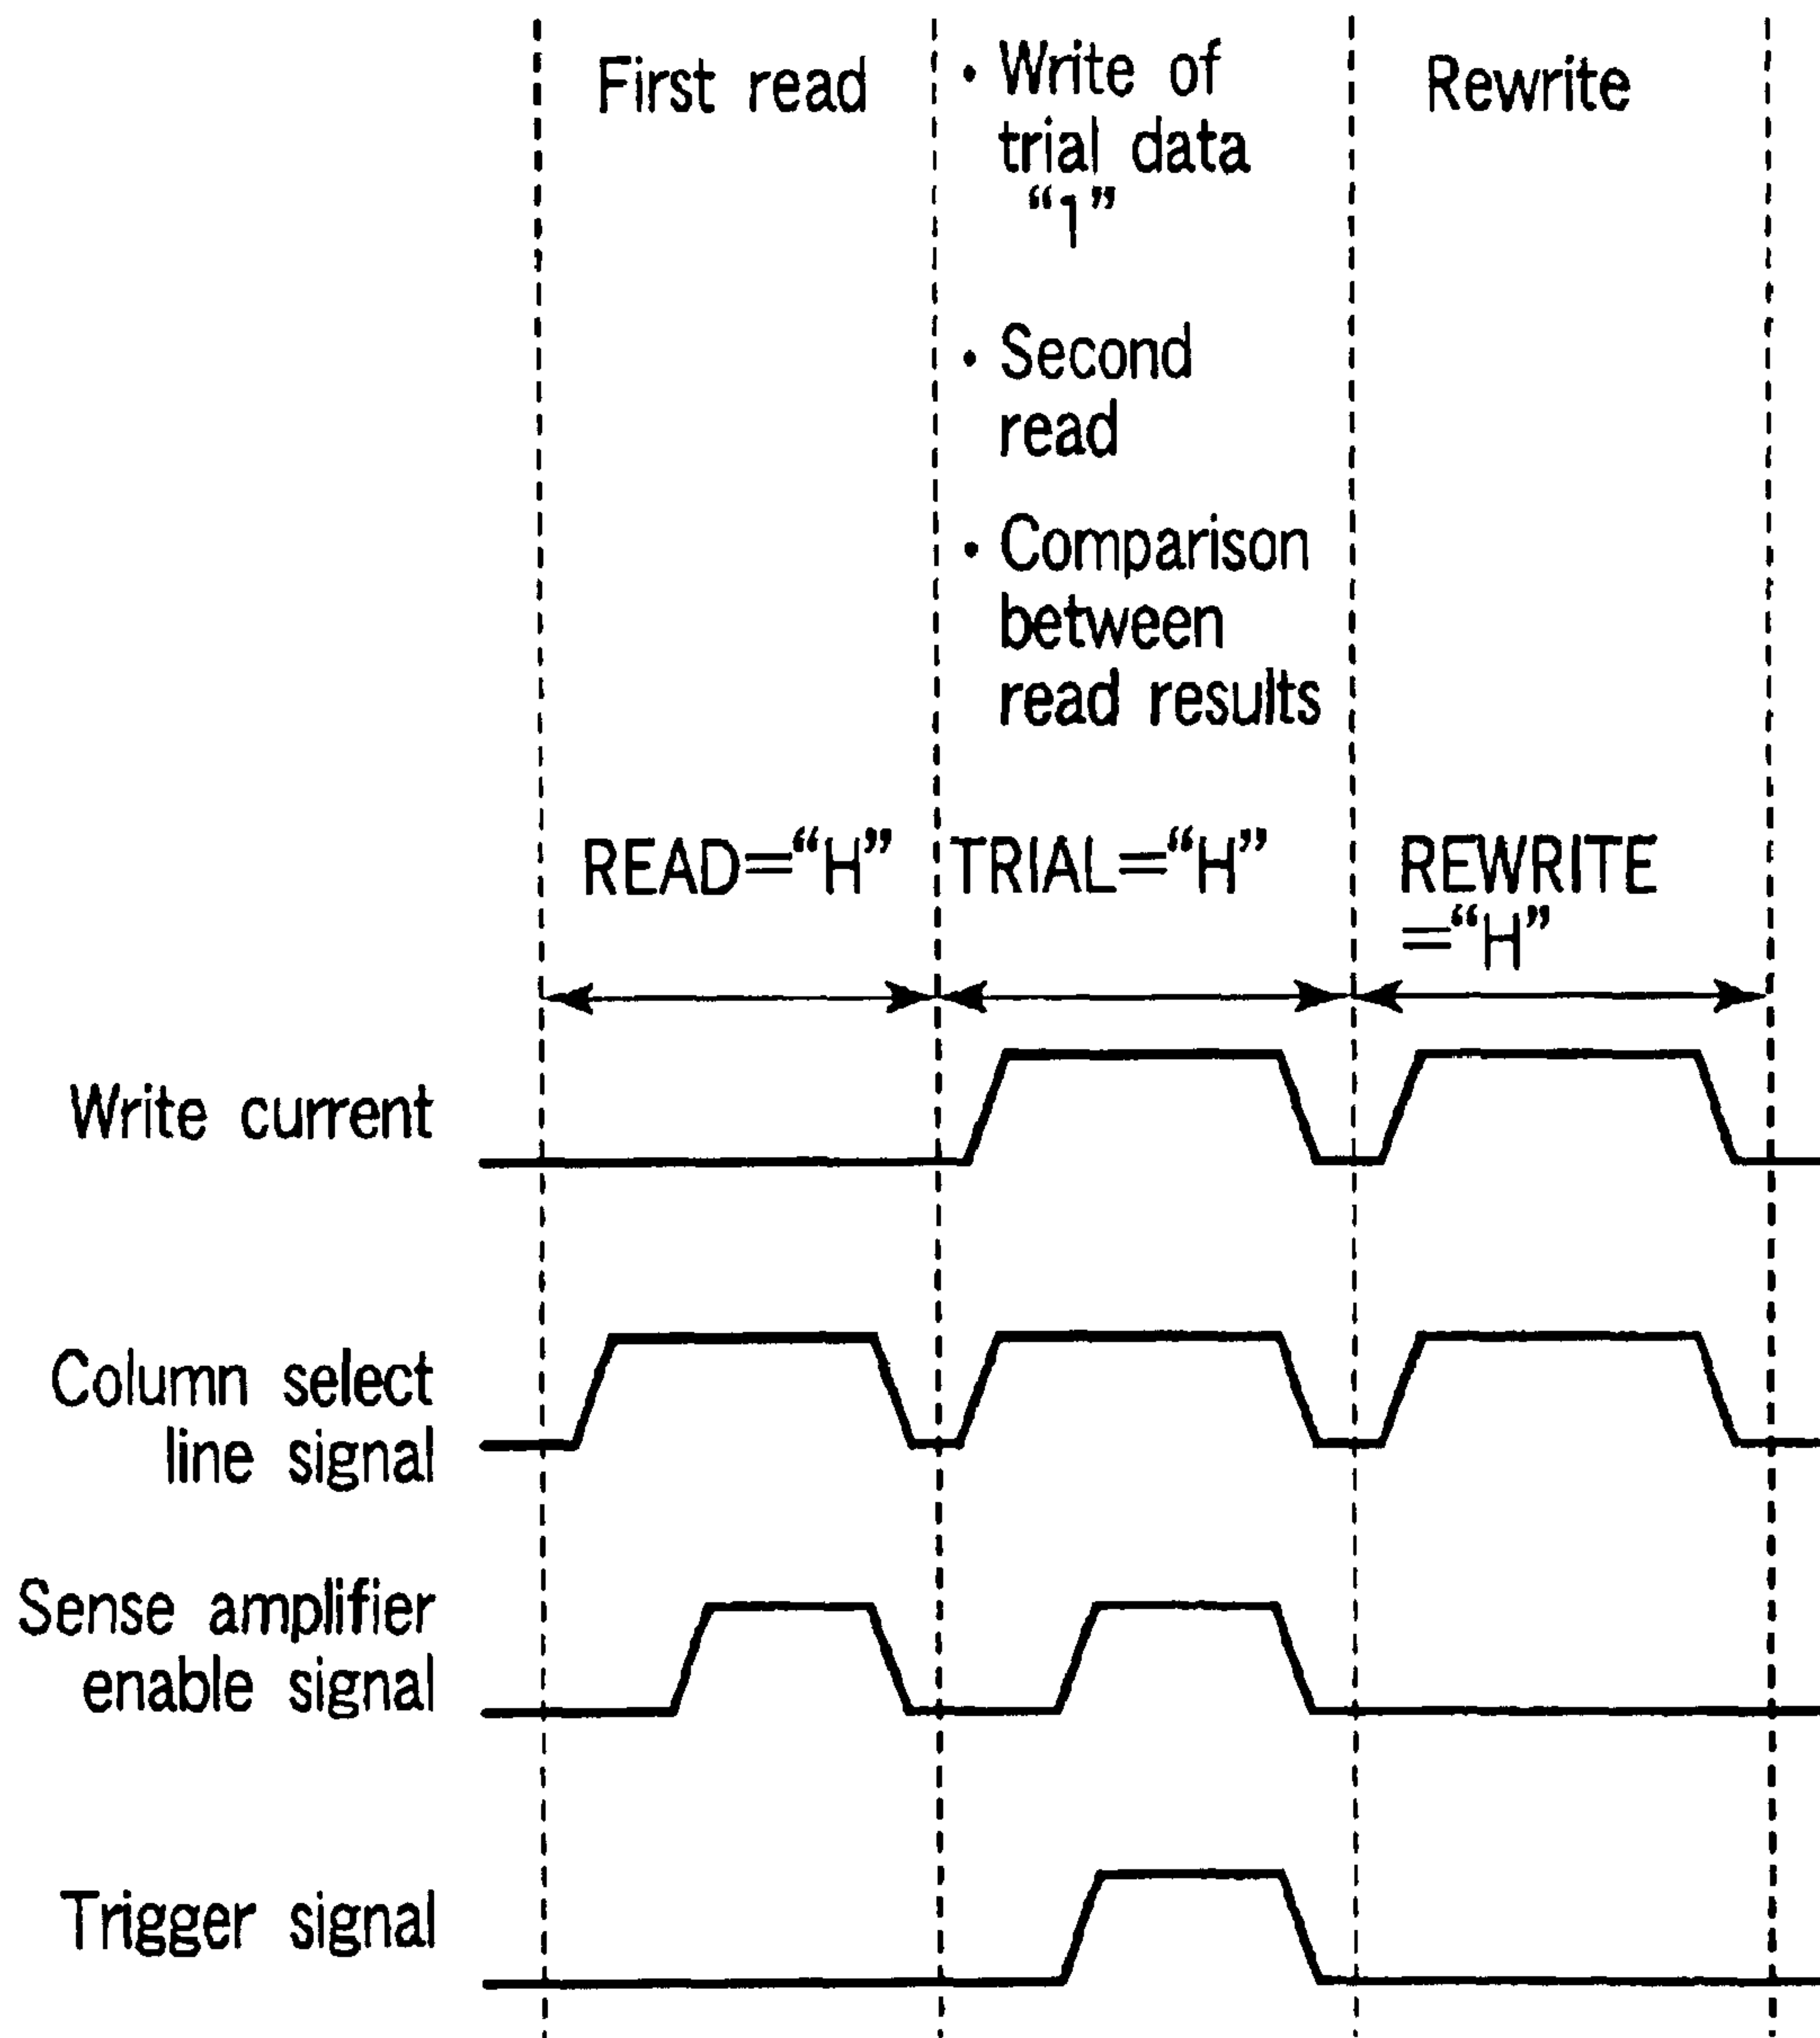 First read
• Write of
trial data
“1”
• Second
read
• Comparison
between
read results
Rewrite
READ=“H”
TRIAL=“H”
REWRITE
=“H”
Write current
Column select
line signal
Sense amplifier
enable signal
Trigger signal